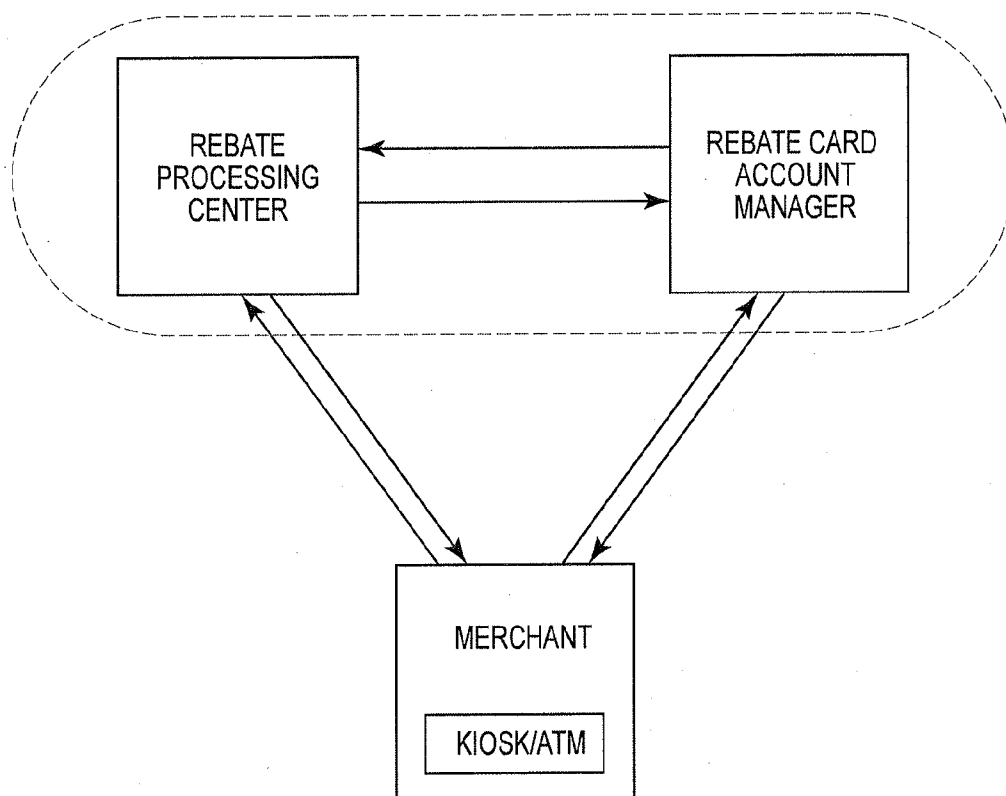 REBATE
PROCESSING
CENTER
REBATE CARD
ACCOUNT
MANAGER
MERCHANT
KIOSK/ATM